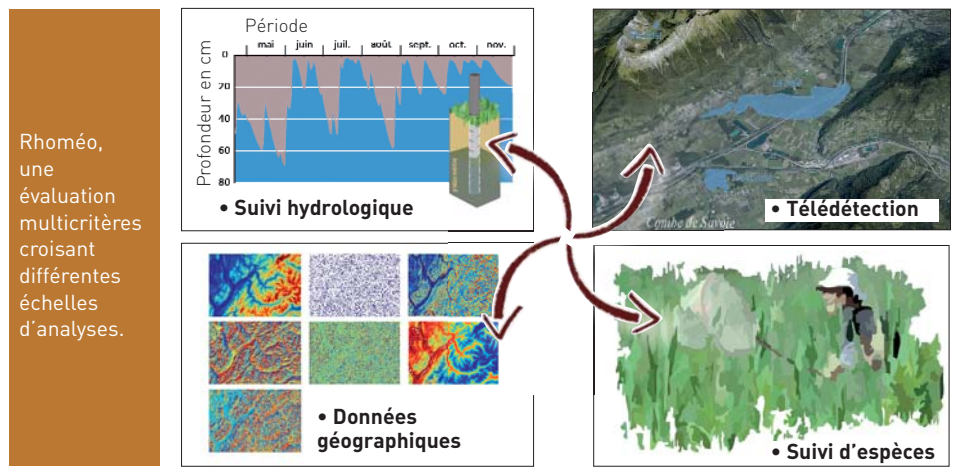 Rhoméo,
une
évaluation
multicritères
croisant
différentes
échelles
d'analyses.
Période
mai juin juil. août sept. oct. nov.
Profondeur en cm
0
20
40
60
80
• Suivi hydrologique
Combe de Savoie
• Télédétection
• Données
géographiques
• Suivi d'espèces